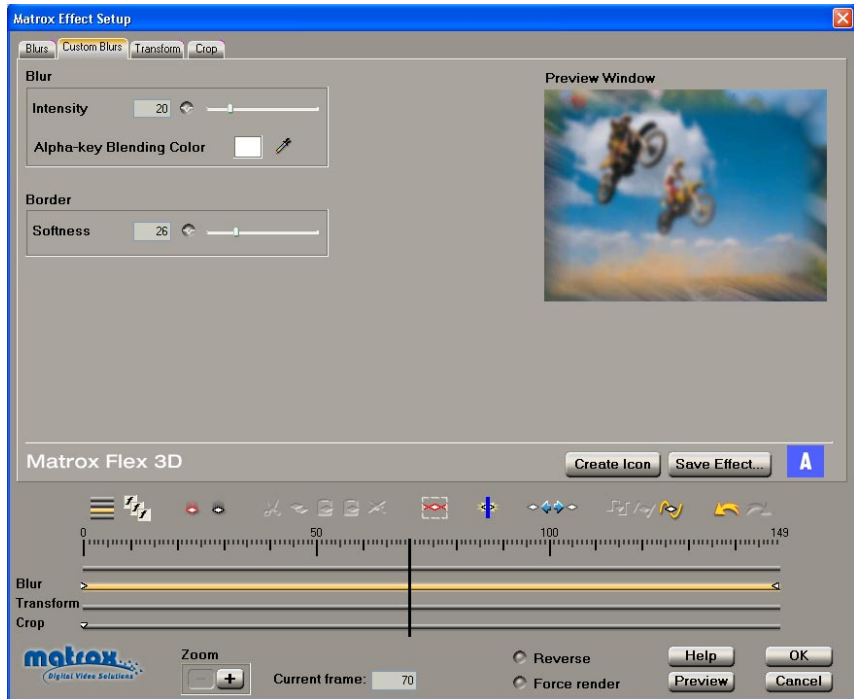 Matrox Effect Setup
Blurs Custom Blurs Transform Crop
Blur
Intensity 20
Alpha-key Blending Color
Border
Softness 26
Preview Window
Matrox Flex 3D
Create Icon Save Effect... A
0 50 100 149
Blur
Transform
Crop
matrox
Digital Video Solutions
Zoom
- +
Current frame: 70
Reverse
Force render
Help OK
Preview Cancel